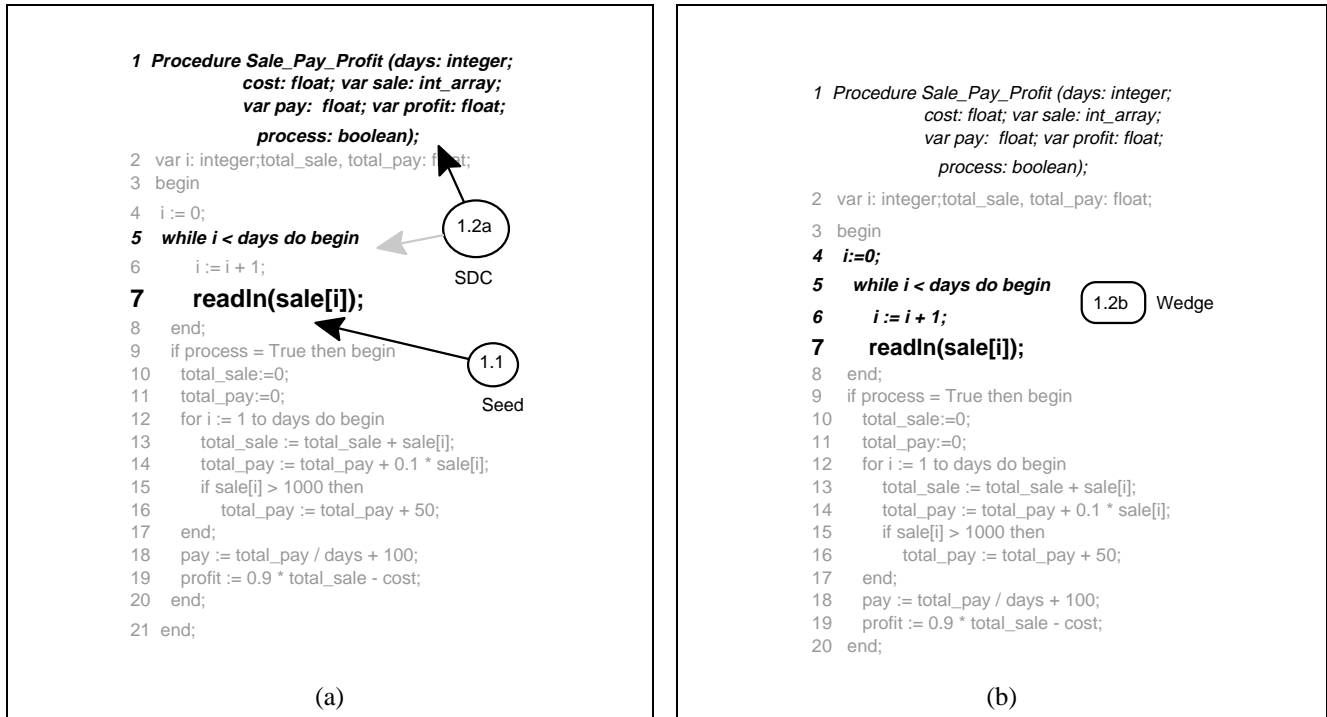 1 Procedure Sale_Pay_Profit (days: integer;
cost: float; var sale: int_array;
var pay: float; var profit: float;
process: boolean);
2 var i: integer;total_sale, total_pay: float;
3 begin
4 i := 0;
5 while i < days do begin
6 i := i + 1;
7 readln(sale[i]);
8 end;
9 if process = True then begin
10 total_sale:=0;
11 total_pay:=0;
12 for i := 1 to days do begin
13 total_sale := total_sale + sale[i];
14 total_pay := total_pay + 0.1 * sale[i];
15 if sale[i] > 1000 then
16 total_pay := total_pay + 50;
17 end;
18 pay := total_pay / days + 100;
19 profit := 0.9 * total_sale - cost;
20 end;
21 end;
1.2a
SDC
1.1
Seed
(a)
1 Procedure Sale_Pay_Profit (days: integer;
cost: float; var sale: int_array;
var pay: float; var profit: float;
process: boolean);
2 var i: integer;total_sale, total_pay: float;
3 begin
4 i:=0;
5 while i < days do begin
6 i := i + 1;
7 readln(sale[i]);
8 end;
9 if process = True then begin
10 total_sale:=0;
11 total_pay:=0;
12 for i := 1 to days do begin
13 total_sale := total_sale + sale[i];
14 total_pay := total_pay + 0.1 * sale[i];
15 if sale[i] > 1000 then
16 total_pay := total_pay + 50;
17 end;
18 pay := total_pay / days + 100;
19 profit := 0.9 * total_sale - cost;
20 end;
1.2b Wedge
(b)